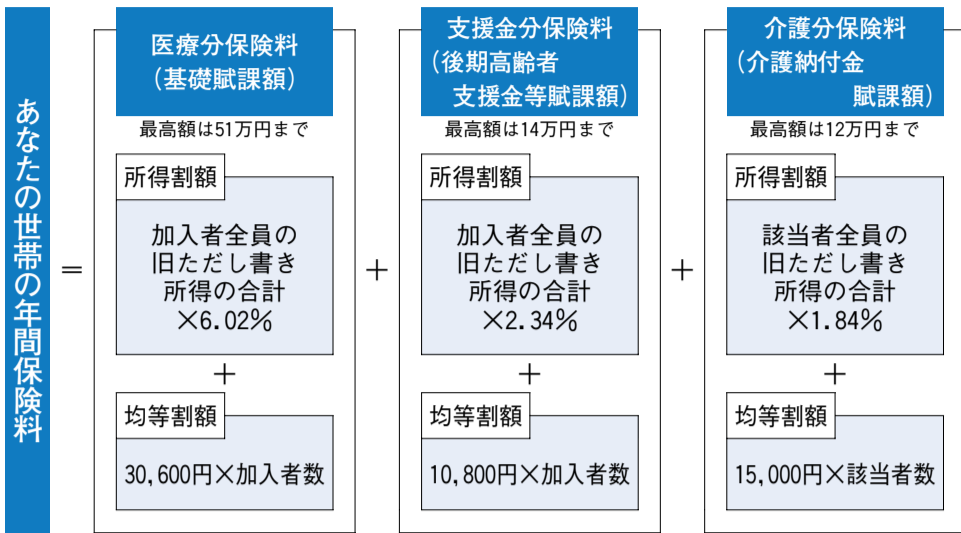 あなたの世帯の年間保険料
＝
医療分保険料
（基礎賦課額）
最高額は51万円まで
所得割額
加入者全員の
旧ただし書き
所得の合計
×6.02％
＋
均等割額
30,600円×加入者数
＋
支援金分保険料
（後期高齢者
支援金等賦課額）
最高額は14万円まで
所得割額
加入者全員の
旧ただし書き
所得の合計
×2.34％
＋
均等割額
10,800円×加入者数
＋
介護分保険料
（介護納付金
賦課額）
最高額は12万円まで
所得割額
該当者全員の
旧ただし書き
所得の合計
×1.84％
＋
均等割額
15,000円×該当者数